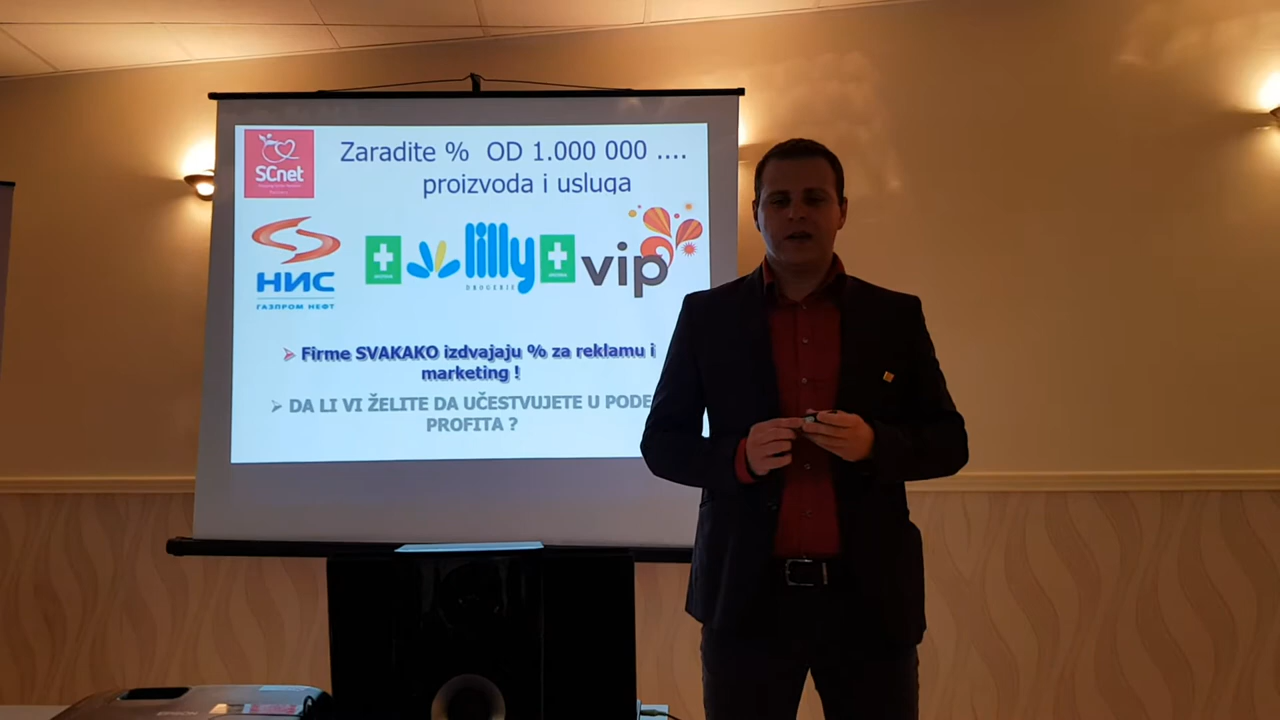 SCnet
Zaradite % OD 1.000 000 ....
proizvoda i usluga
НИС
ГАЗПРОМ НЕФТ
lilly
DROGERIE
vip
Firme SVAKAKO izdvajaju % za reklamu i
marketing !
DA LI VI ŽELITE DA UČESTVUJETE U PODE
PROFITA ?
EPSON